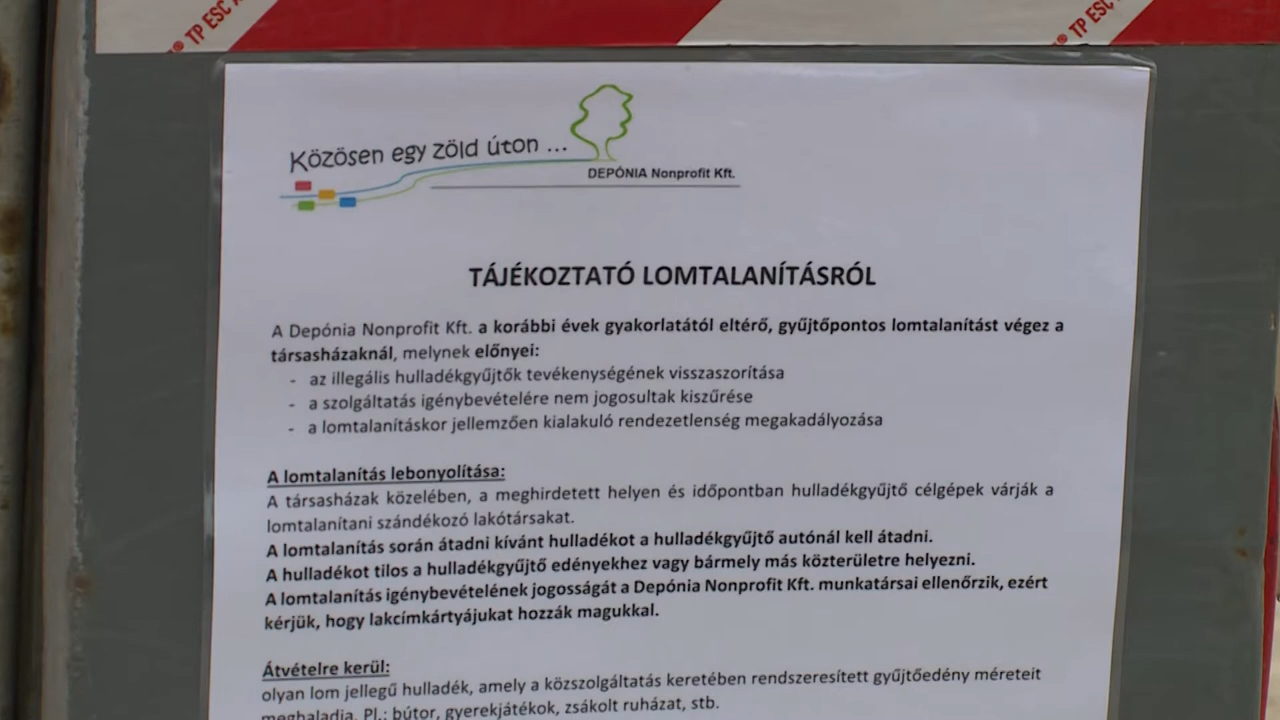 ® TP ESC
® TP ESC
Közösen egy zöld úton ...
DEPÓNIA Nonprofit Kft.
TÁJÉKOZTATÓ LOMTALANÍTÁSRÓL
A Depónia Nonprofit Kft. a korábbi évek gyakorlatától eltérő, gyűjtőpontos lomtalanítást végez a
társasházaknál, melynek előnyei:
- az illegális hulladékgyűjtők tevékenységének visszaszorítása
- a szolgáltatás igénybevételére nem jogosultak kiszűrése
- a lomtalanításkor jellemzően kialakuló rendezetlenség megakadályozása
A lomtalanítás lebonyolítása:
A társasházak közelében, a meghirdetett helyen és időpontban hulladékgyűjtő célgépek várják a
lomtalanítani szándékozó lakótársakat.
A lomtalanítás során átadni kívánt hulladékot a hulladékgyűjtő autónál kell átadni.
A hulladékot tilos a hulladékgyűjtő edényekhez vagy bármely más közterületre helyezni.
A lomtalanítás igénybevételének jogosságát a Depónia Nonprofit Kft. munkatársai ellenőrzik, ezért
kérjük, hogy lakcímkártyájukat hozzák magukkal.
Átvételre kerül:
olyan lom jellegű hulladék, amely a közszolgáltatás keretében rendszeresített gyűjtőedény méreteit
meghaladja. Pl.: bútor, gyerekjátékok, zsákolt ruházat, stb.